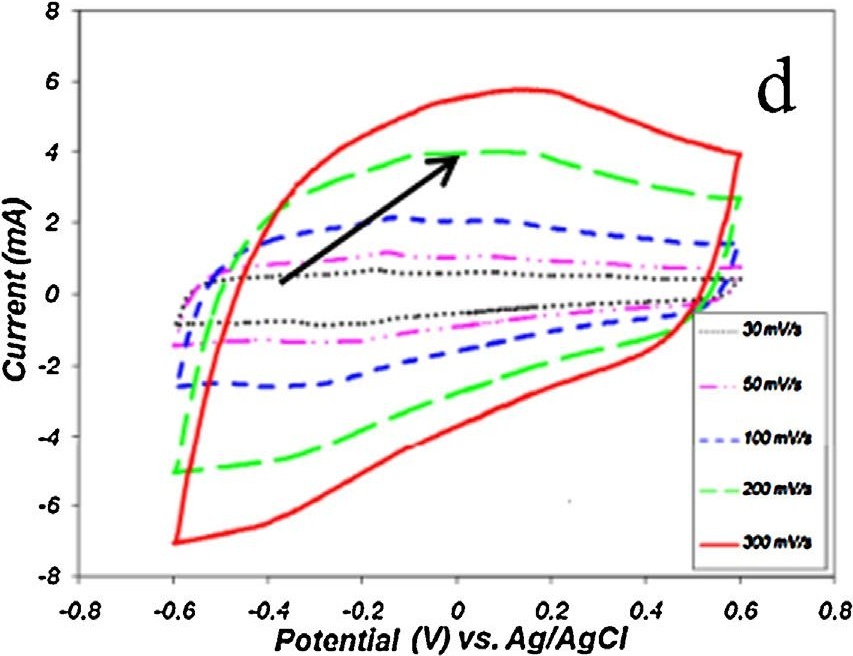 8
d
6
4
2
0
-2
-4
-6
-8
Current (mA)
30 mV/s
50 mV/s
100 mV/s
200 mV/s
300 mV/s
-0.8 -0.6 -0.4 -0.2 0 0.2 0.4 0.6 0.8
Potential (V) vs. Ag/AgCl